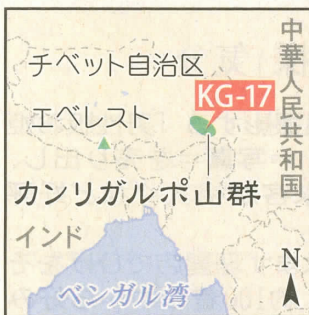 チベット自治区
KG-17
エベレスト
カンリガルポ山群
中華人民共和国
インド
ベンガル湾
N